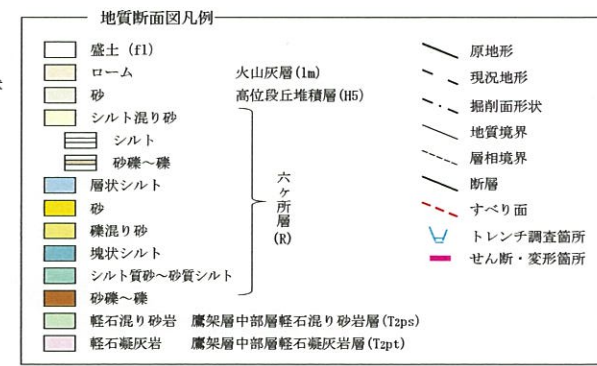 地質断面図凡例
盛土 (fl)
ローム 火山灰層(lm)
砂 高位段丘堆積層(H5)
シルト混り砂
シルト
砂礫～礫
層状シルト
砂
礫混り砂
塊状シルト
シルト質砂～砂質シルト
砂礫～礫
六ヶ所層(R)
軽石混り砂岩 鷹架層中部層軽石混り砂岩層(T2ps)
軽石凝灰岩 鷹架層中部層軽石凝灰岩層(T2pt)
原地形
現況地形
掘削面形状
地質境界
層相境界
断層
すべり面
トレンチ調査箇所
せん断・変形箇所